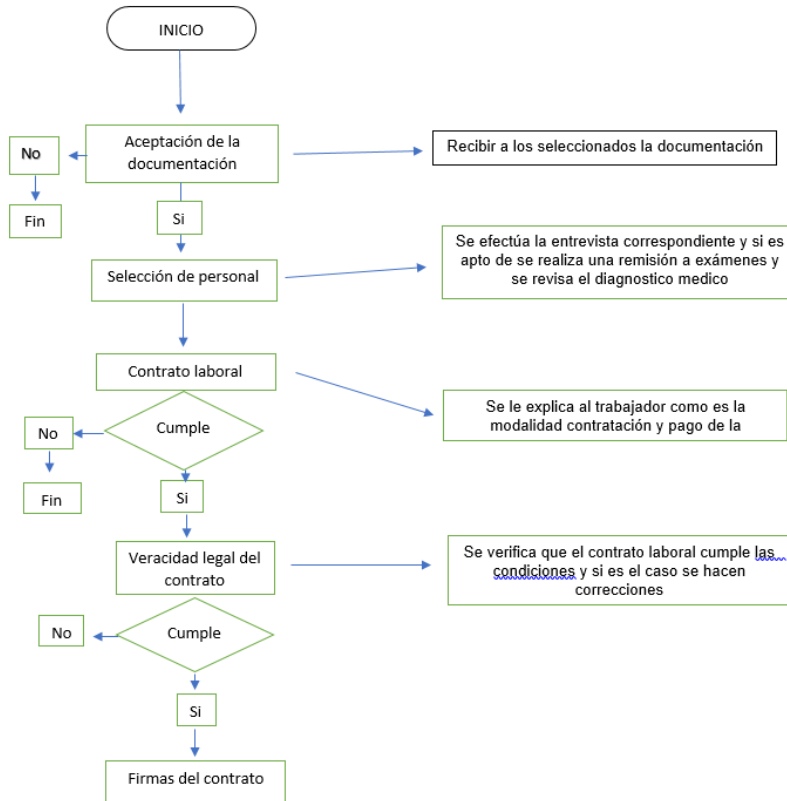 INICIO
Aceptación de la
documentación
No
Recibir a los seleccionados la documentación
Fin
Si
Se efectúa la entrevista correspondiente y si es
apto de se realiza una remisión a exámenes y
se revisa el diagnostico medico
Selección de personal
Contrato laboral
Se le explica al trabajador como es la
modalidad contratación y pago de la
Cumple
No
Fin
Si
Veracidad legal del
contrato
Se verifica que el contrato laboral cumple las
condiciones y si es el caso se hacen
correcciones
Cumple
No
Si
Firmas del contrato